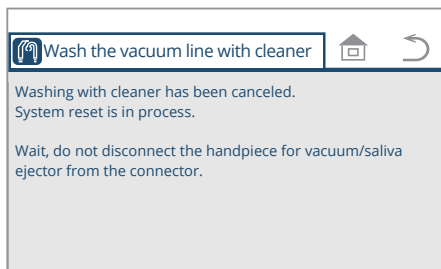 Wash the vacuum line with cleaner
Washing with cleaner has been canceled.
System reset is in process.
Wait, do not disconnect the handpiece for vacuum/saliva
ejector from the connector.